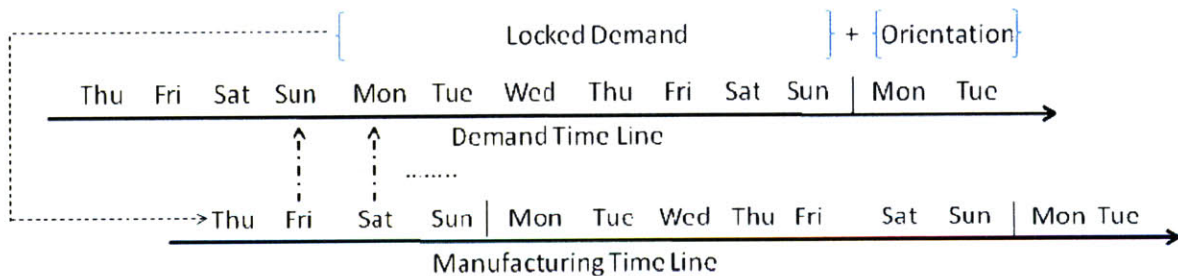 Locked Demand + Orientation
Thu Fri Sat Sun Mon Tue Wed Thu Fri Sat Sun Mon Tue
Demand Time Line
........
Thu Fri Sat Sun Mon Tue Wed Thu Fri Sat Sun Mon Tue
Manufacturing Time Line